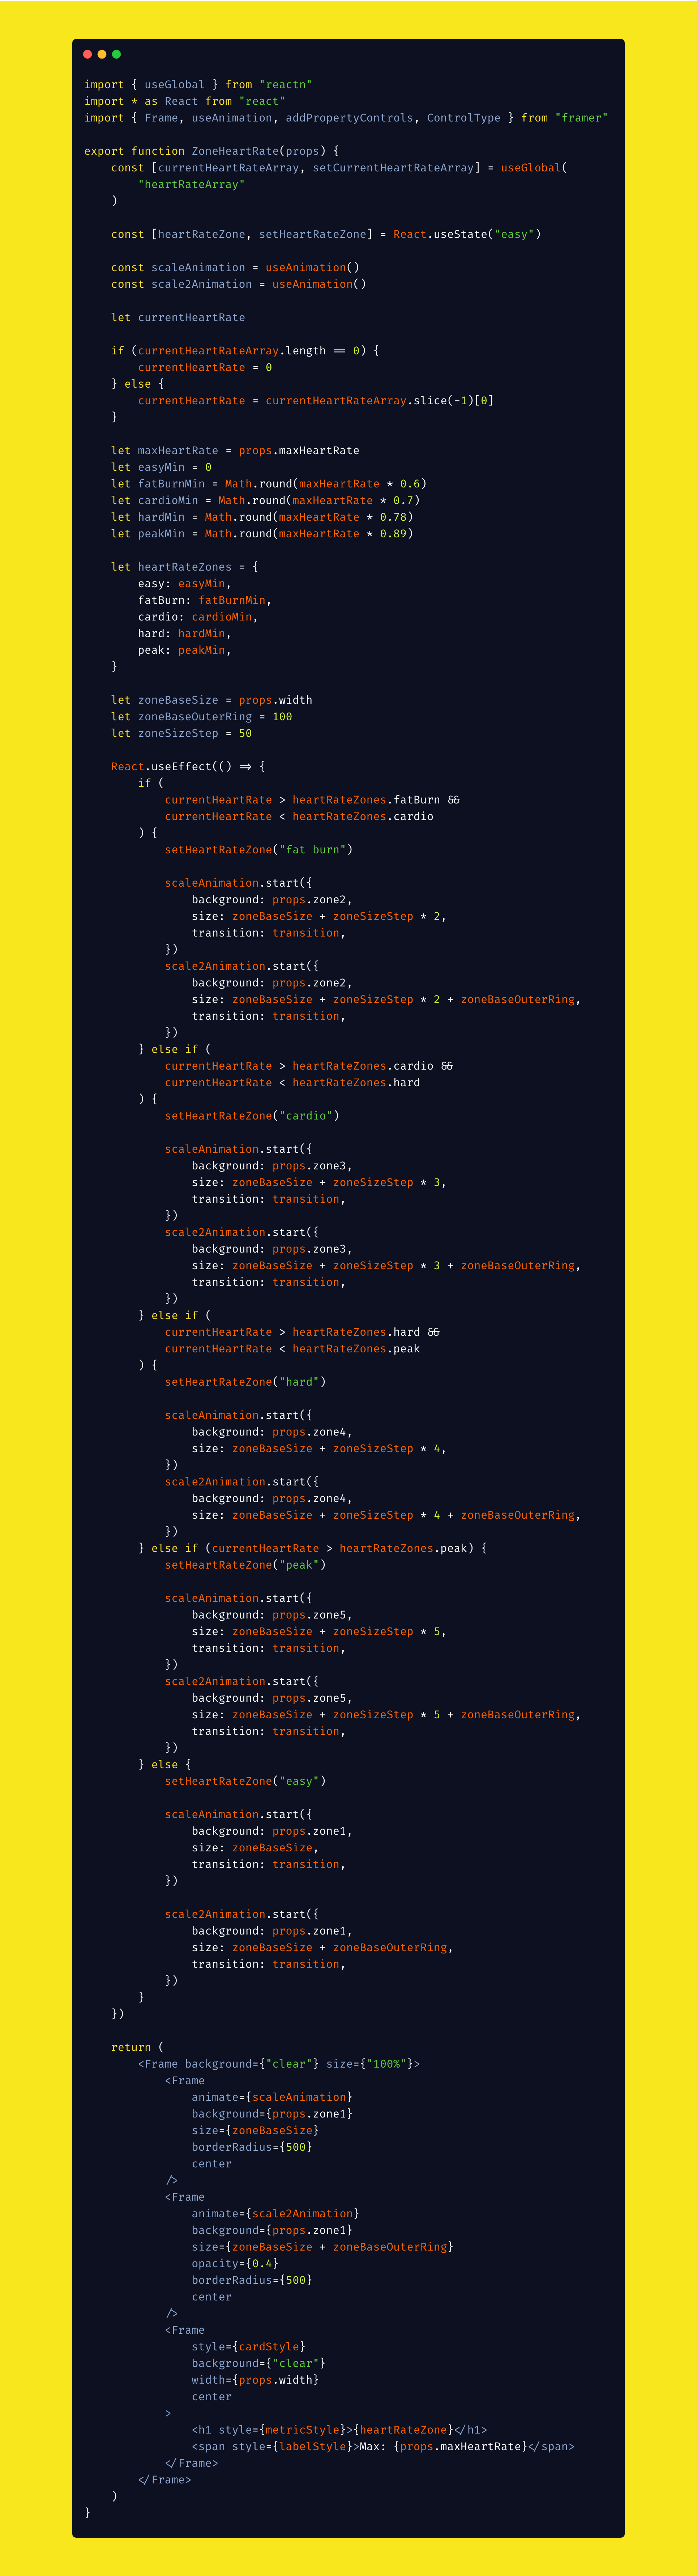 import { useGlobal } from "reactn"
import * as React from "react"
import { Frame, useAnimation, addPropertyControls, ControlType } from "framer"

export function ZoneHeartRate(props) {
    const [currentHeartRateArray, setCurrentHeartRateArray] = useGlobal(
        "heartRateArray"
    )

    const [heartRateZone, setHeartRateZone] = React.useState("easy")

    const scaleAnimation = useAnimation()
    const scale2Animation = useAnimation()

    let currentHeartRate

    if (currentHeartRateArray.length == 0) {
        currentHeartRate = 0
    } else {
        currentHeartRate = currentHeartRateArray.slice(-1)[0]
    }

    let maxHeartRate = props.maxHeartRate
    let easyMin = 0
    let fatBurnMin = Math.round(maxHeartRate * 0.6)
    let cardioMin = Math.round(maxHeartRate * 0.7)
    let hardMin = Math.round(maxHeartRate * 0.78)
    let peakMin = Math.round(maxHeartRate * 0.89)

    let heartRateZones = {
        easy: easyMin,
        fatBurn: fatBurnMin,
        cardio: cardioMin,
        hard: hardMin,
        peak: peakMin,
    }

    let zoneBaseSize = props.width
    let zoneBaseOuterRing = 100
    let zoneSizeStep = 50

    React.useEffect(() => {
        if (
            currentHeartRate > heartRateZones.fatBurn &&
            currentHeartRate < heartRateZones.cardio
        ) {
            setHeartRateZone("fat burn")

            scaleAnimation.start({
                background: props.zone2,
                size: zoneBaseSize + zoneSizeStep * 2,
                transition: transition,
            })
            scale2Animation.start({
                background: props.zone2,
                size: zoneBaseSize + zoneSizeStep * 2 + zoneBaseOuterRing,
                transition: transition,
            })
        } else if (
            currentHeartRate > heartRateZones.cardio &&
            currentHeartRate < heartRateZones.hard
        ) {
            setHeartRateZone("cardio")

            scaleAnimation.start({
                background: props.zone3,
                size: zoneBaseSize + zoneSizeStep * 3,
                transition: transition,
            })
            scale2Animation.start({
                background: props.zone3,
                size: zoneBaseSize + zoneSizeStep * 3 + zoneBaseOuterRing,
                transition: transition,
            })
        } else if (
            currentHeartRate > heartRateZones.hard &&
            currentHeartRate < heartRateZones.peak
        ) {
            setHeartRateZone("hard")

            scaleAnimation.start({
                background: props.zone4,
                size: zoneBaseSize + zoneSizeStep * 4,
            })
            scale2Animation.start({
                background: props.zone4,
                size: zoneBaseSize + zoneSizeStep * 4 + zoneBaseOuterRing,
            })
        } else if (currentHeartRate > heartRateZones.peak) {
            setHeartRateZone("peak")

            scaleAnimation.start({
                background: props.zone5,
                size: zoneBaseSize + zoneSizeStep * 5,
                transition: transition,
            })
            scale2Animation.start({
                background: props.zone5,
                size: zoneBaseSize + zoneSizeStep * 5 + zoneBaseOuterRing,
                transition: transition,
            })
        } else {
            setHeartRateZone("easy")

            scaleAnimation.start({
                background: props.zone1,
                size: zoneBaseSize,
                transition: transition,
            })

            scale2Animation.start({
                background: props.zone1,
                size: zoneBaseSize + zoneBaseOuterRing,
                transition: transition,
            })
        }
    })

    return (
        <Frame background={"clear"} size={"100%"}>
            <Frame
                animate={scaleAnimation}
                background={props.zone1}
                size={zoneBaseSize}
                borderRadius={500}
                center
            />
            <Frame
                animate={scale2Animation}
                background={props.zone1}
                size={zoneBaseSize + zoneBaseOuterRing}
                opacity={0.4}
                borderRadius={500}
                center
            />
            <Frame
                style={cardStyle}
                background={"clear"}
                width={props.width}
                center
            >
                <h1 style={metricStyle}>{heartRateZone}</h1>
                <span style={labelStyle}>Max: {props.maxHeartRate}</span>
            </Frame>
        </Frame>
    )
}